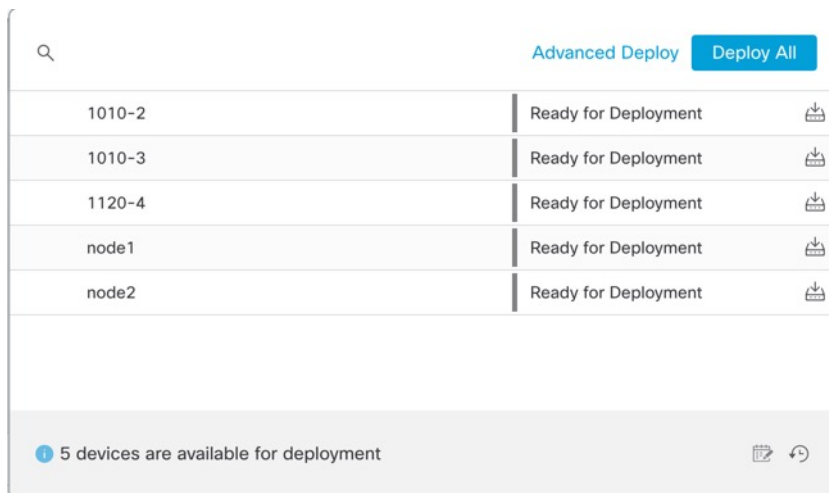 Advanced Deploy Deploy All
1010-2 Ready for Deployment
1010-3 Ready for Deployment
1120-4 Ready for Deployment
node1 Ready for Deployment
node2 Ready for Deployment
5 devices are available for deployment